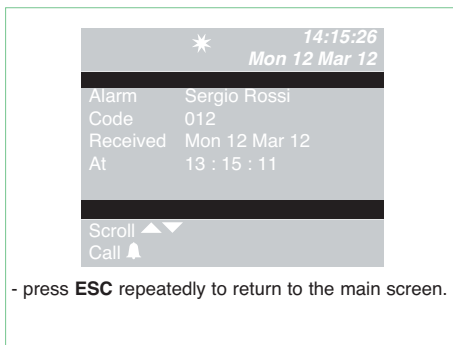 14:15:26
Mon 12 Mar 12
Alarm Sergio Rossi
Code 012
Received Mon 12 Mar 12
At 13 : 15 : 11
Scroll
Call
- press ESC repeatedly to return to the main screen.